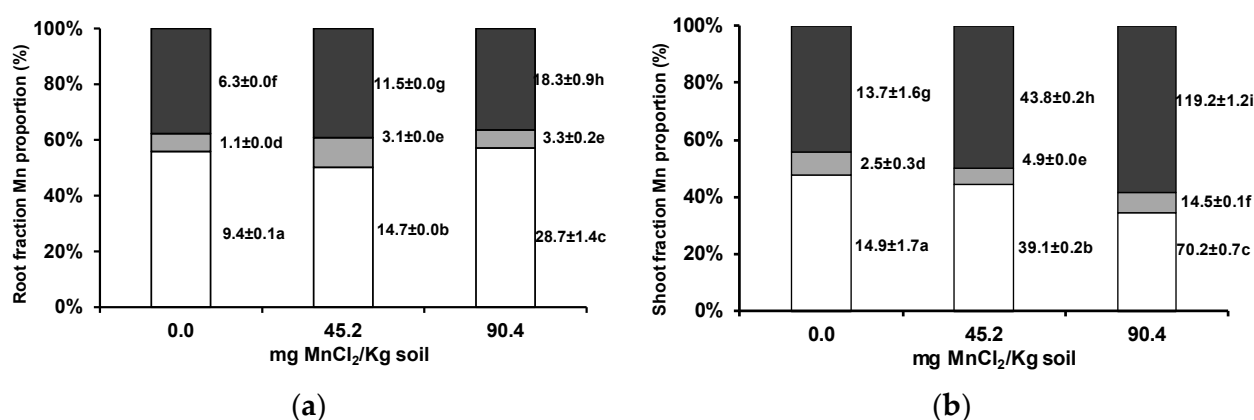 Root fraction Mn proportion (%)
100%
80%
60%
40%
20%
0%
6.3±0.0f
1.1±0.0d
9.4±0.1a
11.5±0.0g
3.1±0.0e
14.7±0.0b
18.3±0.9h
3.3±0.2e
28.7±1.4c
0.0 45.2 90.4
mg MnCl₂/Kg soil
(a)
Shoot fraction Mn proportion (%)
100%
80%
60%
40%
20%
0%
13.7±1.6g
2.5±0.3d
14.9±1.7a
43.8±0.2h
4.9±0.0e
39.1±0.2b
119.2±1.2i
14.5±0.1f
70.2±0.7c
0.0 45.2 90.4
mg MnCl₂/Kg soil
(b)